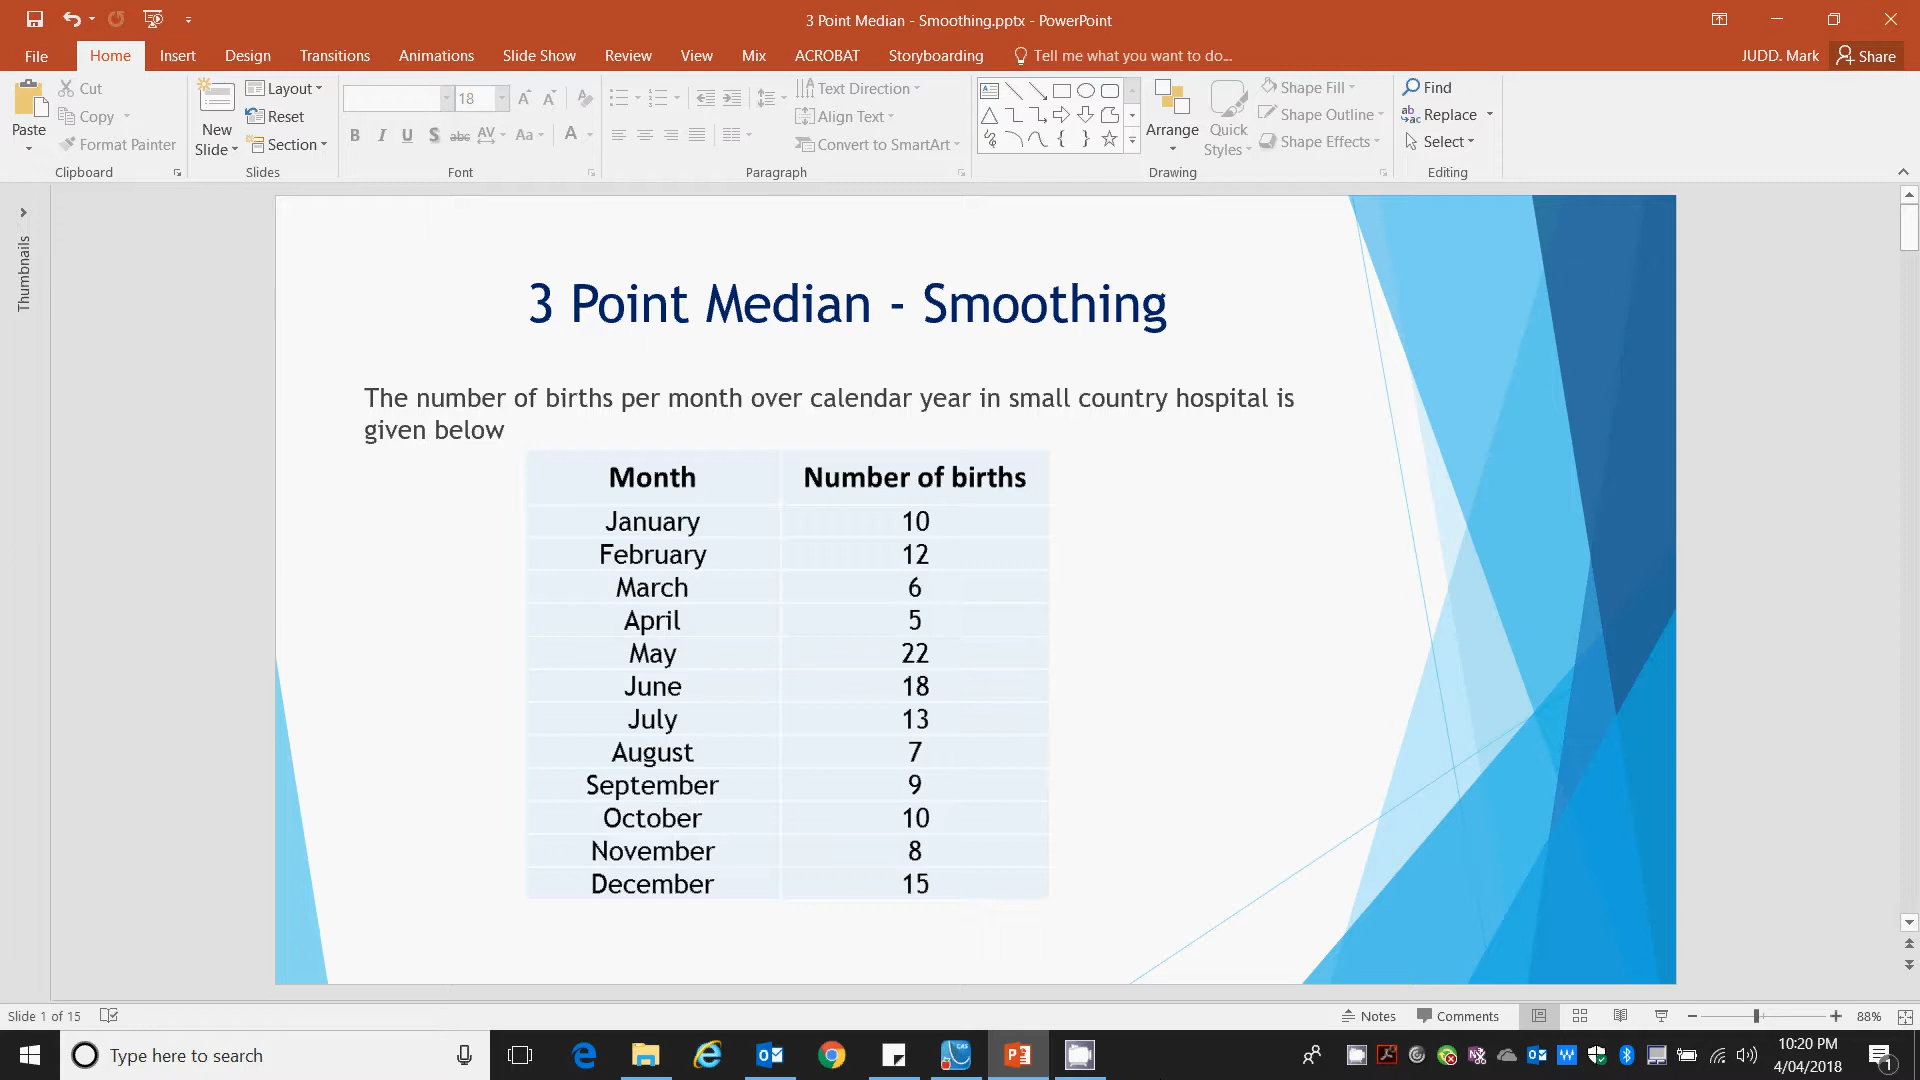 3 Point Median - Smoothing.pptx - PowerPoint
File Home Insert Design Transitions Animations Slide Show Review View Mix ACROBAT Storyboarding Tell me what you want to do... JUDD. Mark Share
Paste
Cut
Copy
Format Painter
Clipboard
New Slide
Layout
Reset
Section
Slides
18
B I U S abc AV Aa A
Font
Text Direction
Align Text
Convert to SmartArt
Paragraph
Arrange
Quick Styles
Shape Fill
Shape Outline
Shape Effects
Drawing
Find
Replace
Select
Editing
Thumbnails
3 Point Median - Smoothing
The number of births per month over calendar year in small country hospital is
given below
Month Number of births
January 10
February 12
March 6
April 5
May 22
June 18
July 13
August 7
September 9
October 10
November 8
December 15
Slide 1 of 15 Notes Comments 88%
Type here to search
10:20 PM
4/04/2018
1